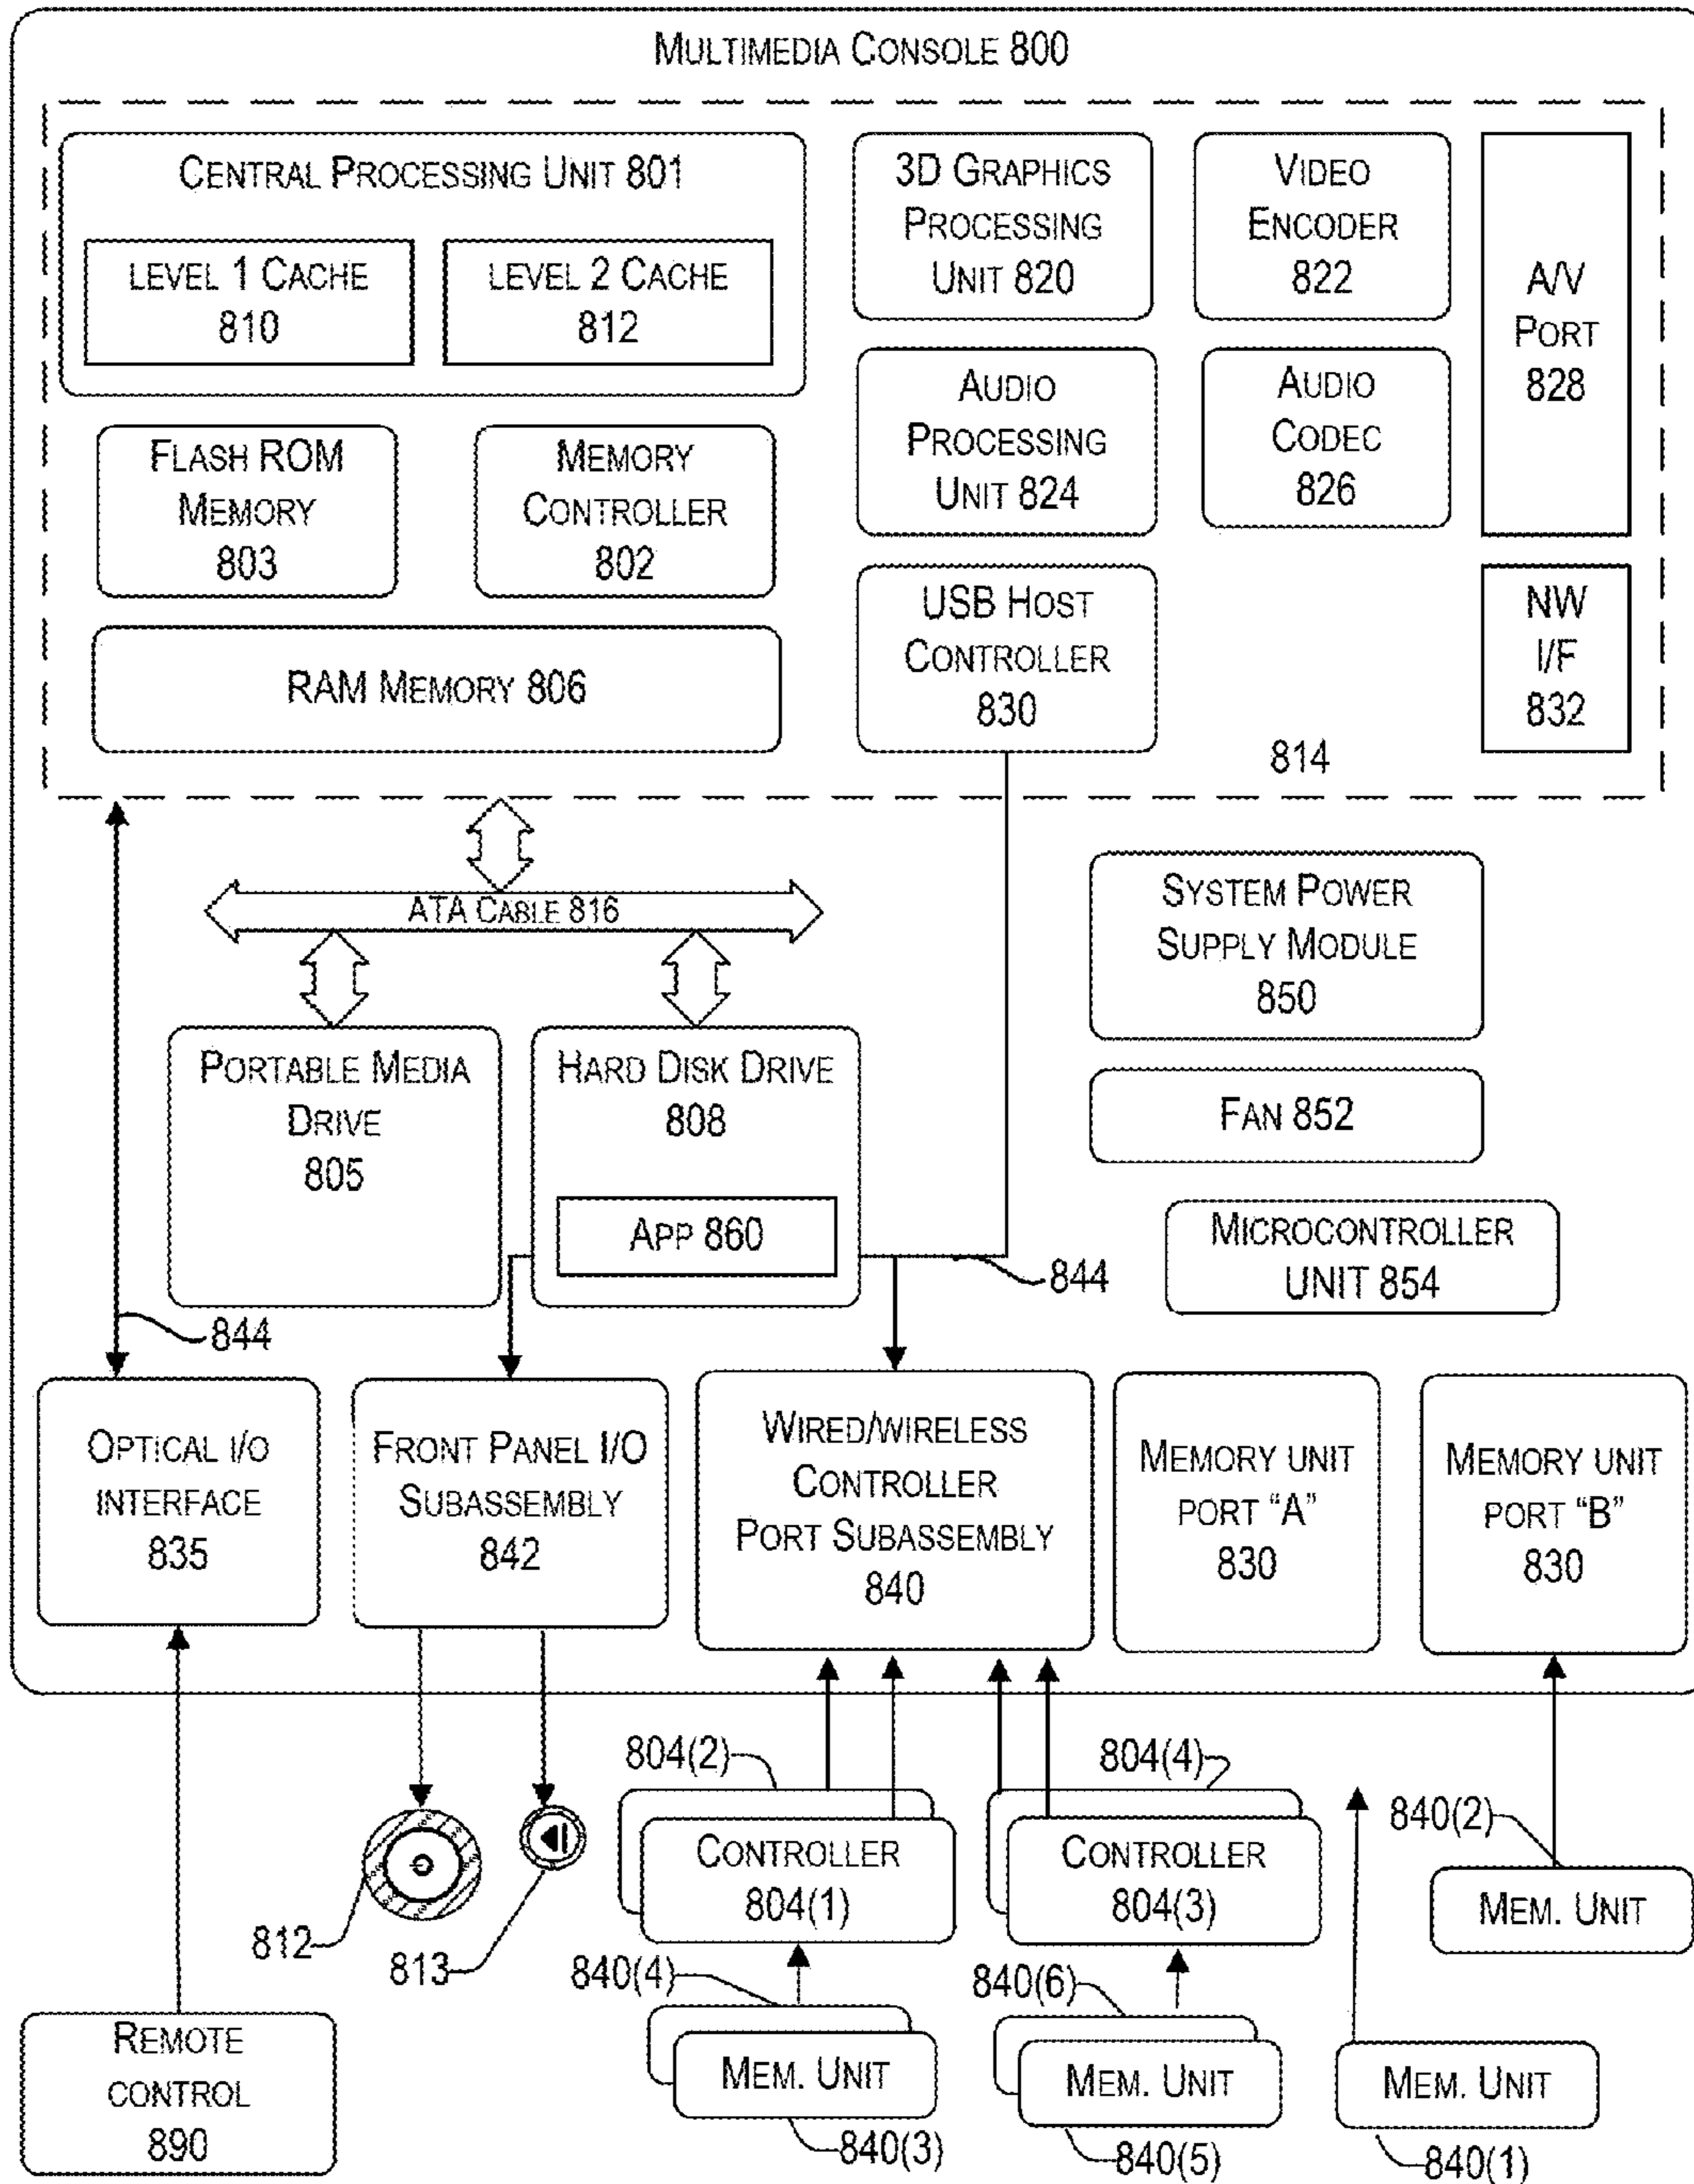 MULTIMEDIA CONSOLE 800
CENTRAL PROCESSING UNIT 801
LEVEL 1 CACHE
810
LEVEL 2 CACHE
812
3D GRAPHICS
PROCESSING
UNIT 820
VIDEO
ENCODER
822
A/V
PORT
828
FLASH ROM
MEMORY
803
MEMORY
CONTROLLER
802
AUDIO
PROCESSING
UNIT 824
AUDIO
CODEC
826
RAM MEMORY 806
USB HOST
CONTROLLER
830
NW
I/F
832
814
ATA CABLE 816
SYSTEM POWER
SUPPLY MODULE
850
PORTABLE MEDIA
DRIVE
805
HARD DISK DRIVE
808
APP 860
FAN 852
MICROCONTROLLER
UNIT 854
844
844
OPTICAL I/O
INTERFACE
835
FRONT PANEL I/O
SUBASSEMBLY
842
WIRED/WIRELESS
CONTROLLER
PORT SUBASSEMBLY
840
MEMORY UNIT
PORT "A"
830
MEMORY UNIT
PORT "B"
830
804(2)
804(4)
CONTROLLER
804(1)
CONTROLLER
804(3)
840(2)
MEM. UNIT
812
813
840(4)
840(6)
REMOTE
CONTROL
890
MEM. UNIT
840(3)
MEM. UNIT
840(5)
MEM. UNIT
840(1)